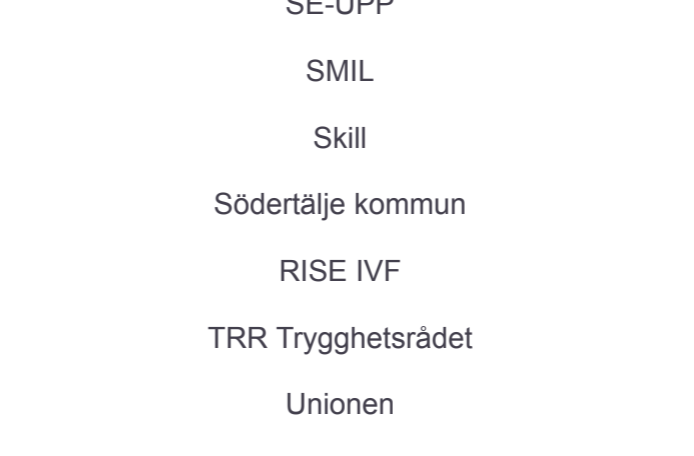 SE-UPP
SMIL
Skill
Södertälje kommun
RISE IVF
TRR Trygghetsrådet
Unionen